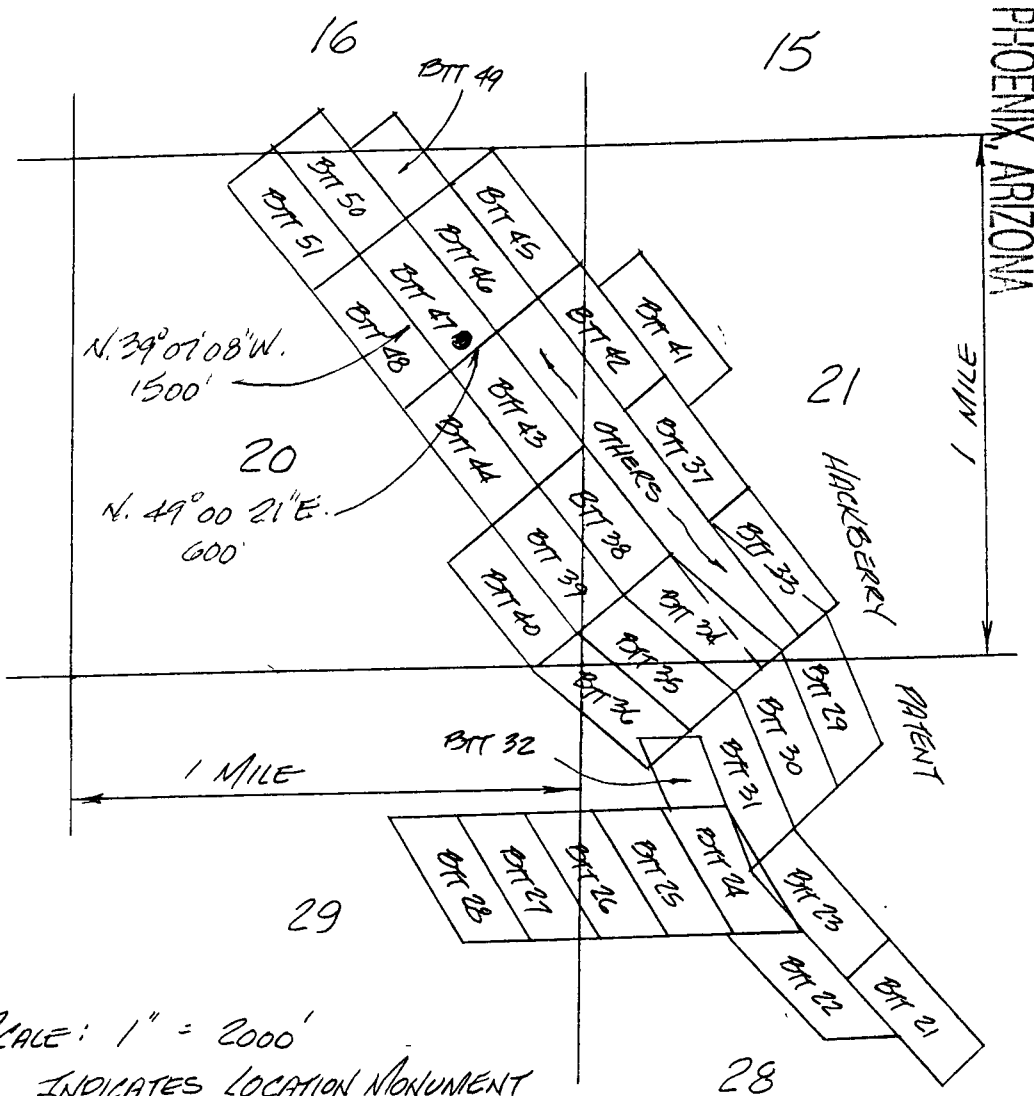 16
15
PHOENIX, ARIZONA
BTT 49
BTT 50
BTT 45
BTT 51
BTT 46
BTT 47
BTT 41
BTT 42
BTT 48
N. 39° 07' 08" W.
1500'
21
1 MILE
BTT 43
OTHERS
BTT 37
20
BTT 44
HACKBERRY
N. 49° 00 21" E.
600'
BTT 38
BTT 33
BTT 39
BTT 34
BTT 40
BTT 35
BTT 36
BTT 29
PATENT
BTT 32
BTT 30
1 MILE
BTT 31
BTT 28
BTT 27
BTT 26
BTT 25
BTT 24
BTT 23
29
BTT 22
BTT 21
SCALE: 1" = 2000'
INDICATES LOCATION MONUMENT
28